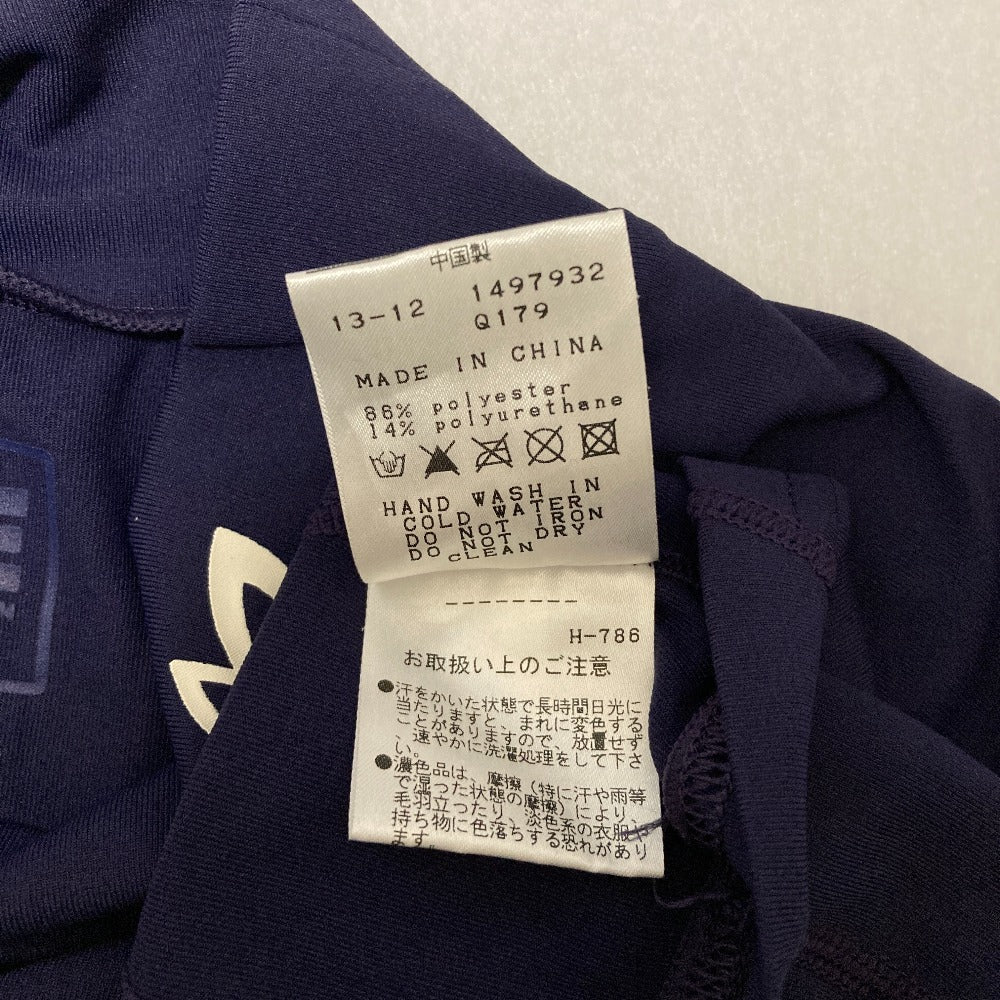 中国製
13-12 1497932
Q179
MADE IN CHINA
86% polyester
14% polyurethane
HAND WASH IN
COLD WATER
DO NOT IRON
DO NOT DRY
CLEAN
--------
H-786
お取扱い上のご注意
●汗をかいた状態で長時間日光に
当たりますと、まれに変色する
ことがありますので、放置せず
、速やかに洗濯処理をして下さ
い。
●濃色品は、摩擦(特に汗や雨等
で湿った状態の摩擦)により、
毛羽立ったり、淡色系の衣服、
持ち物に色落ちする恐れがあり
ます。